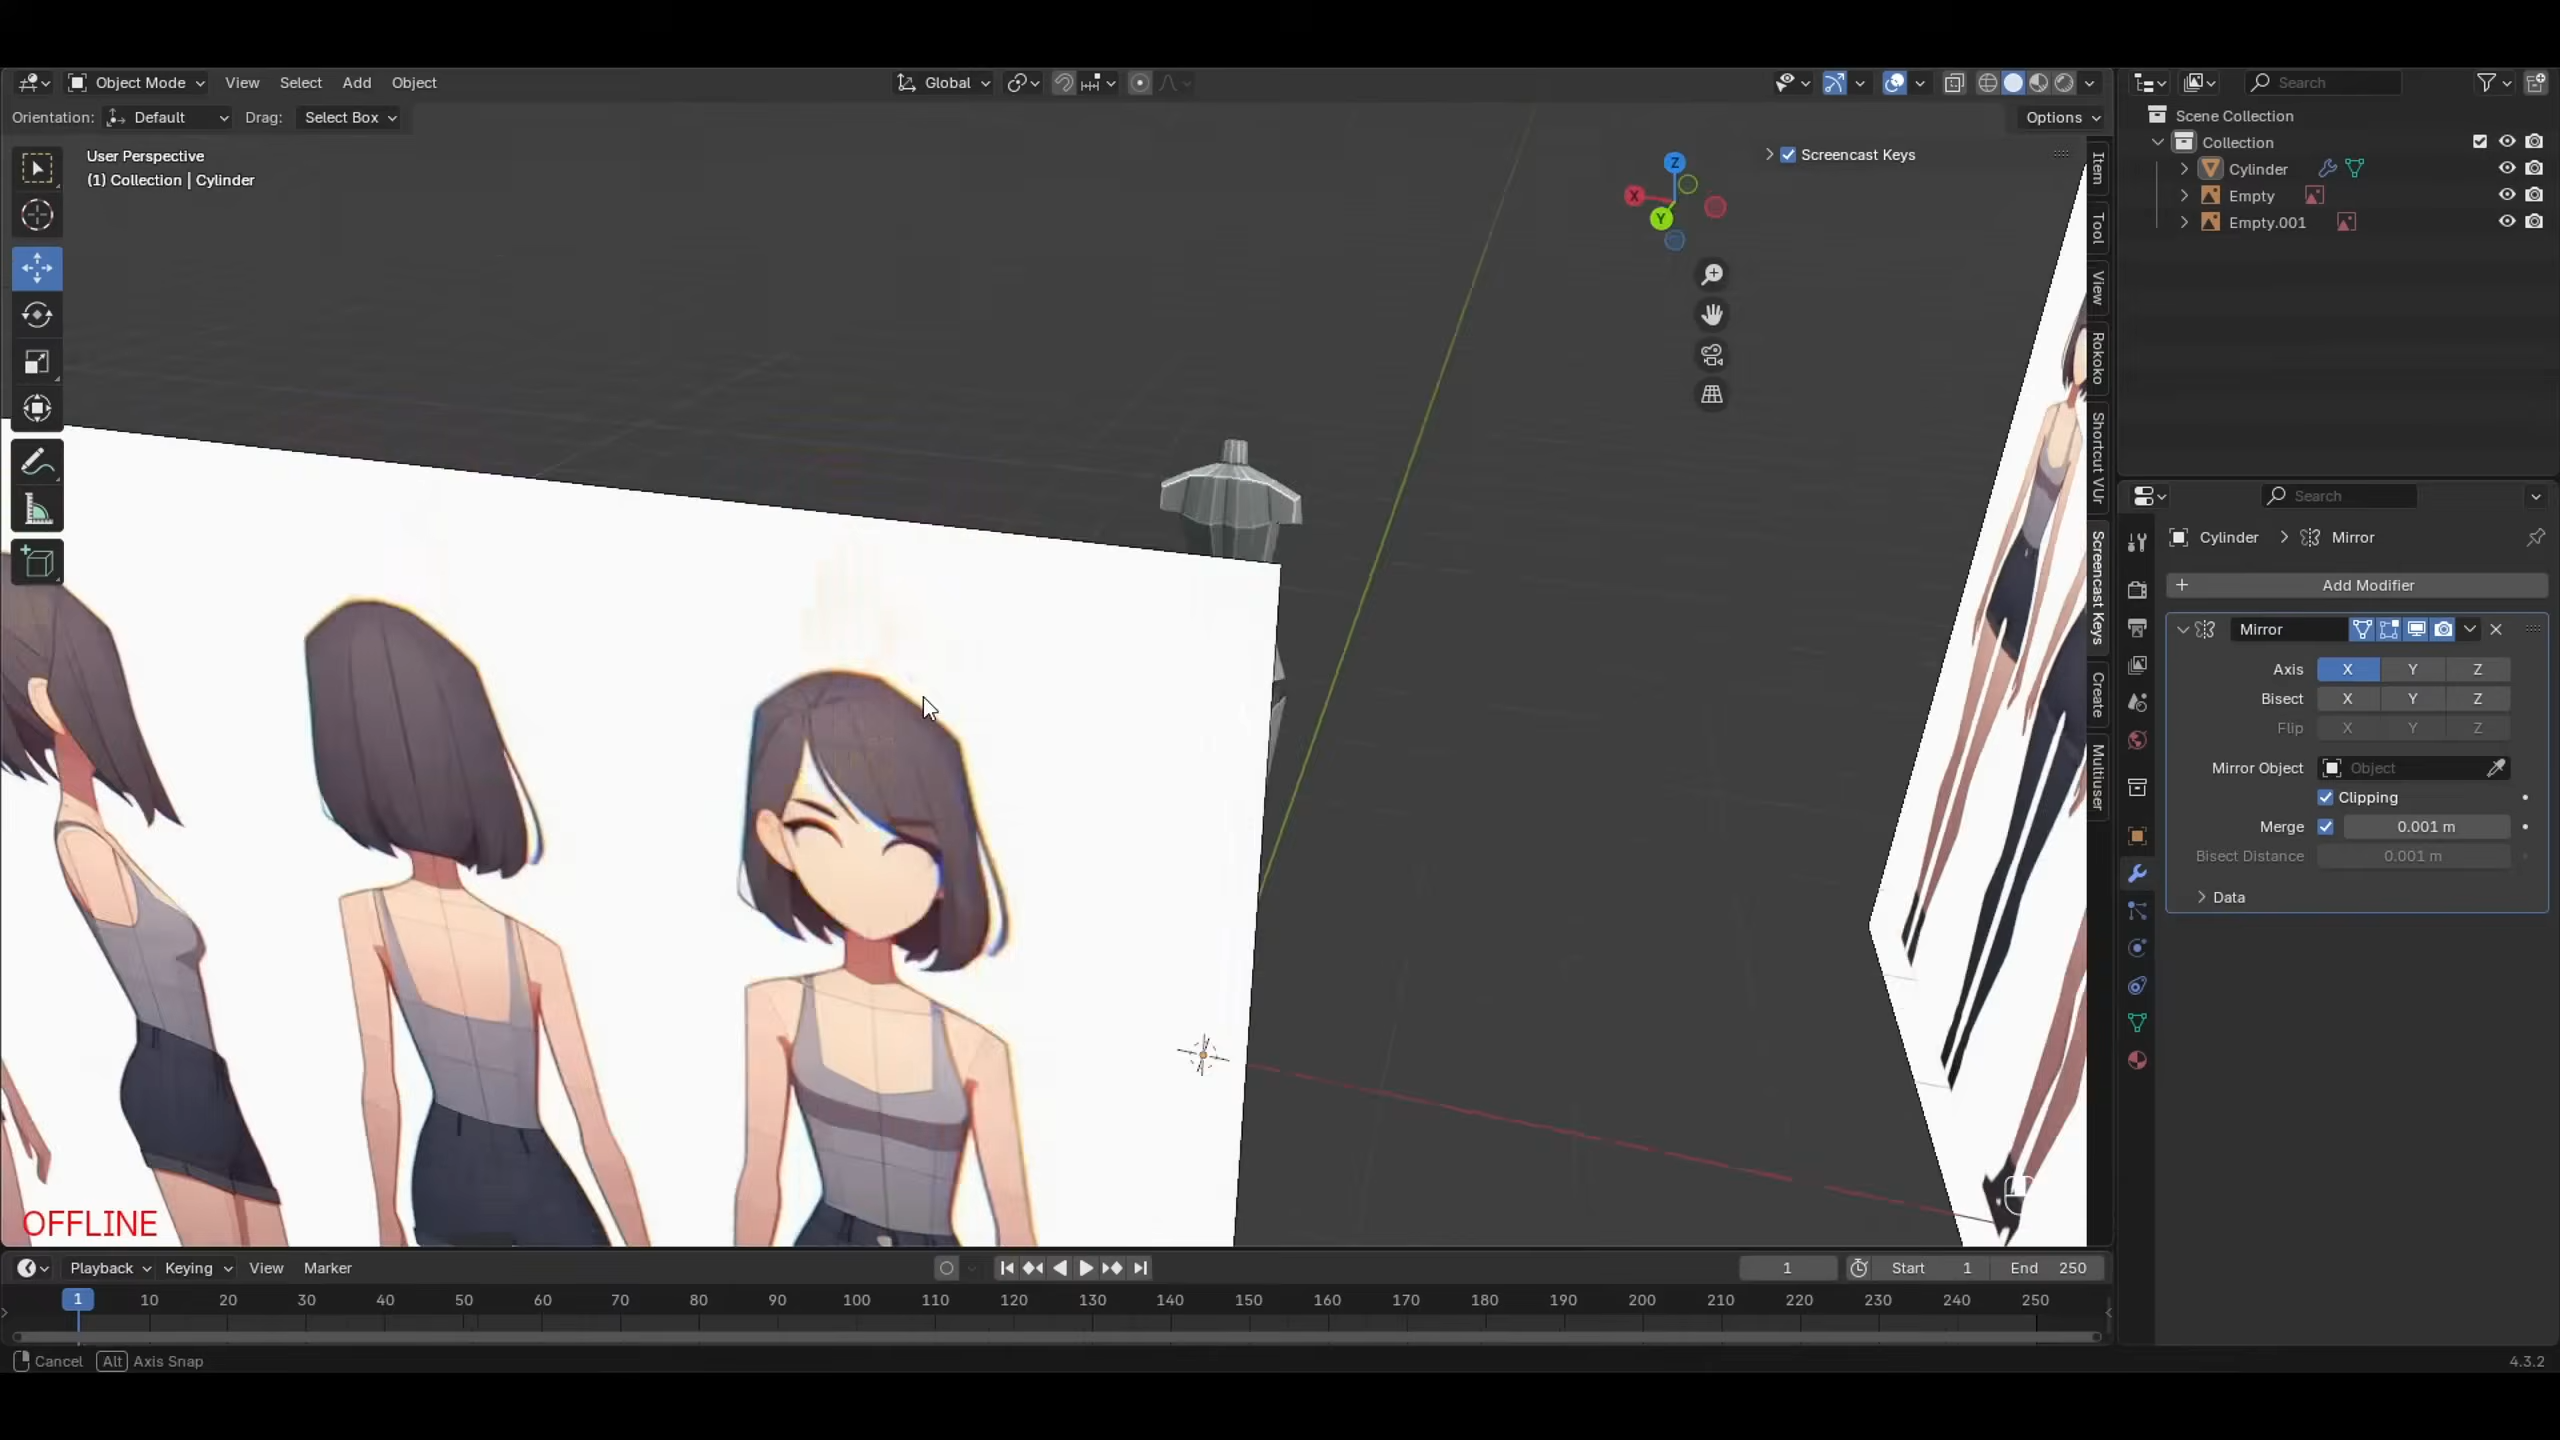 Object Mode View Select Add Object Global Search
Orientation: Default Drag: Select Box Options
User Perspective
(1) Collection | Cylinder
Screencast Keys
Z
X
Y
Item
Tool
View
Rokoko
Shortcut VUr
Screencast Keys
Create
Multiuser
Scene Collection
Collection
Cylinder
Empty
Empty.001
Search
Cylinder > Mirror
+ Add Modifier
Mirror
Axis X Y Z
Bisect X Y Z
Flip X Y Z
Mirror Object Object
Clipping
Merge 0.001 m
Bisect Distance 0.001 m
Data
OFFLINE
Playback Keying View Marker 1 Start 1 End 250
1 10 20 30 40 50 60 70 80 90 100 110 120 130 140 150 160 170 180 190 200 210 220 230 240 250
Cancel Alt Axis Snap 4.3.2